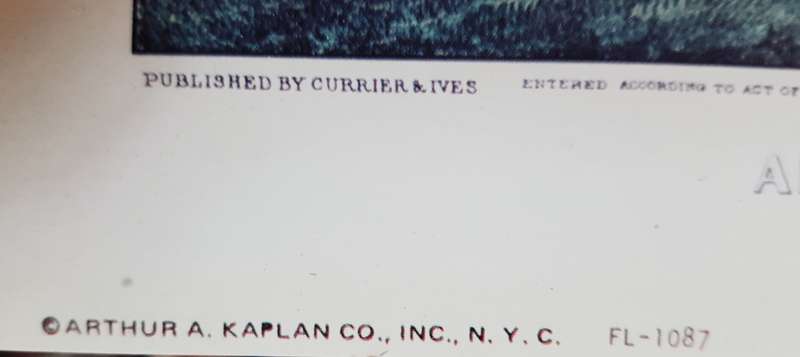 PUBLISHED BY CURRIER & IVES ENTERED ACCORDING TO ACT OF
A
©ARTHUR A. KAPLAN CO., INC., N. Y. C. FL-1087